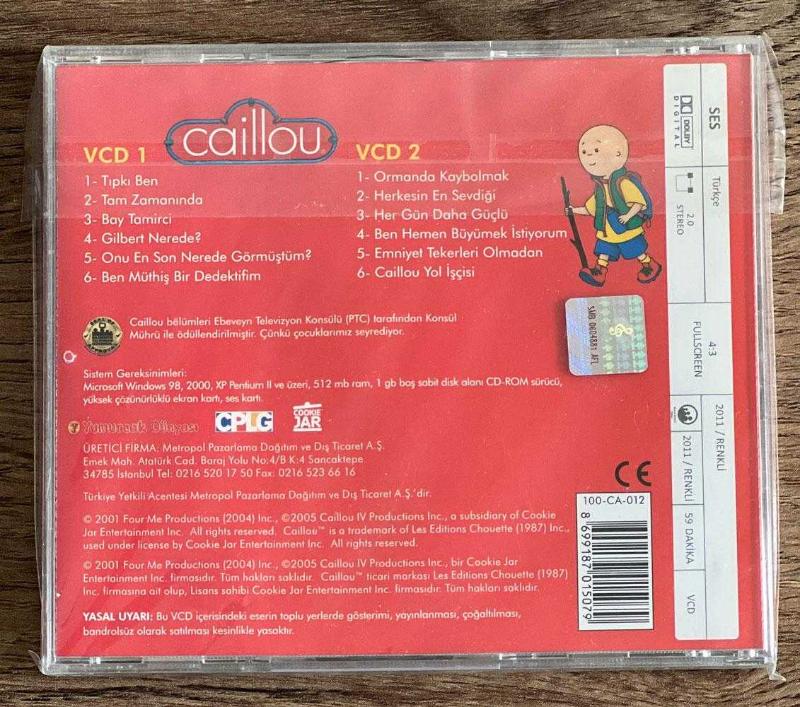 caillou
VCD 1
1- Tıpkı Ben
2- Tam Zamanında
3- Bay Tamirci
4- Gilbert Nerede?
5- Onu En Son Nerede Görmüştüm?
6- Ben Müthiş Bir Dedektifim
VCD 2
1- Ormanda Kaybolmak
2- Herkesin En Sevdiği
3- Her Gün Daha Güçlü
4- Ben Hemen Büyümek İstiyorum
5- Emniyet Tekerleri Olmadan
6- Caillou Yol İşçisi
Caillou bölümleri Ebeveyn Televizyon Konsülü (PTC) tarafından Konsül
Mührü ile ödüllendirilmiştir. Çünkü çocuklarımız seyrediyor.
SMB 0604881 AFL
Sistem Gereksinimleri:
Microsoft Windows 98, 2000, XP Pentium II ve üzeri, 512 mb ram, 1 gb boş sabit disk alanı CD-ROM sürücü,
yüksek çözünürlüklü ekran kartı, ses kartı.
Yumurcak Dünyası
CPLG
COOKIE
JAR
ÜRETİCİ FİRMA: Metropol Pazarlama Dağıtım ve Dış Ticaret A.Ş.
Emek Mah. Atatürk Cad. Baraj Yolu No:4/B K:4 Sancaktepe
34785 İstanbul Tel: 0216 520 17 50 Fax: 0216 523 66 16
Türkiye Yetkili Acentesi Metropol Pazarlama Dağıtım ve Dış Ticaret A.Ş.'dir.
© 2001 Four Me Productions (2004) Inc., ©2005 Caillou IV Productions Inc., a subsidiary of Cookie
Jar Entertainment Inc. All rights reserved. Caillou™ is a trademark of Les Editions Chouette (1987) Inc.,
used under license by Cookie Jar Entertainment Inc. All rights reserved.
© 2001 Four Me Productions (2004) Inc., ©2005 Caillou IV Productions Inc., bir Cookie Jar
Entertainment Inc. firmasıdır. Tüm hakları saklıdır. Caillou™ ticari markası Les Editions Chouette (1987)
Inc. firmasına ait olup, Lisans sahibi Cookie Jar Entertainment Inc. firmasıdır. Tüm hakları saklıdır.
YASAL UYARI: Bu VCD içerisindeki eserin toplu yerlerde gösterimi, yayınlanması, çoğaltılması,
bandrolsüz olarak satılması kesinlikle yasaktır.
CE
100-CA-012
8 699187 015079
SES
Türkçe
DOLBY
DIGITAL
2.0
STEREO
4:3
FULLSCREEN
2011 / RENKLİ
2011 / RENKLİ
59 DAKİKA
VCD